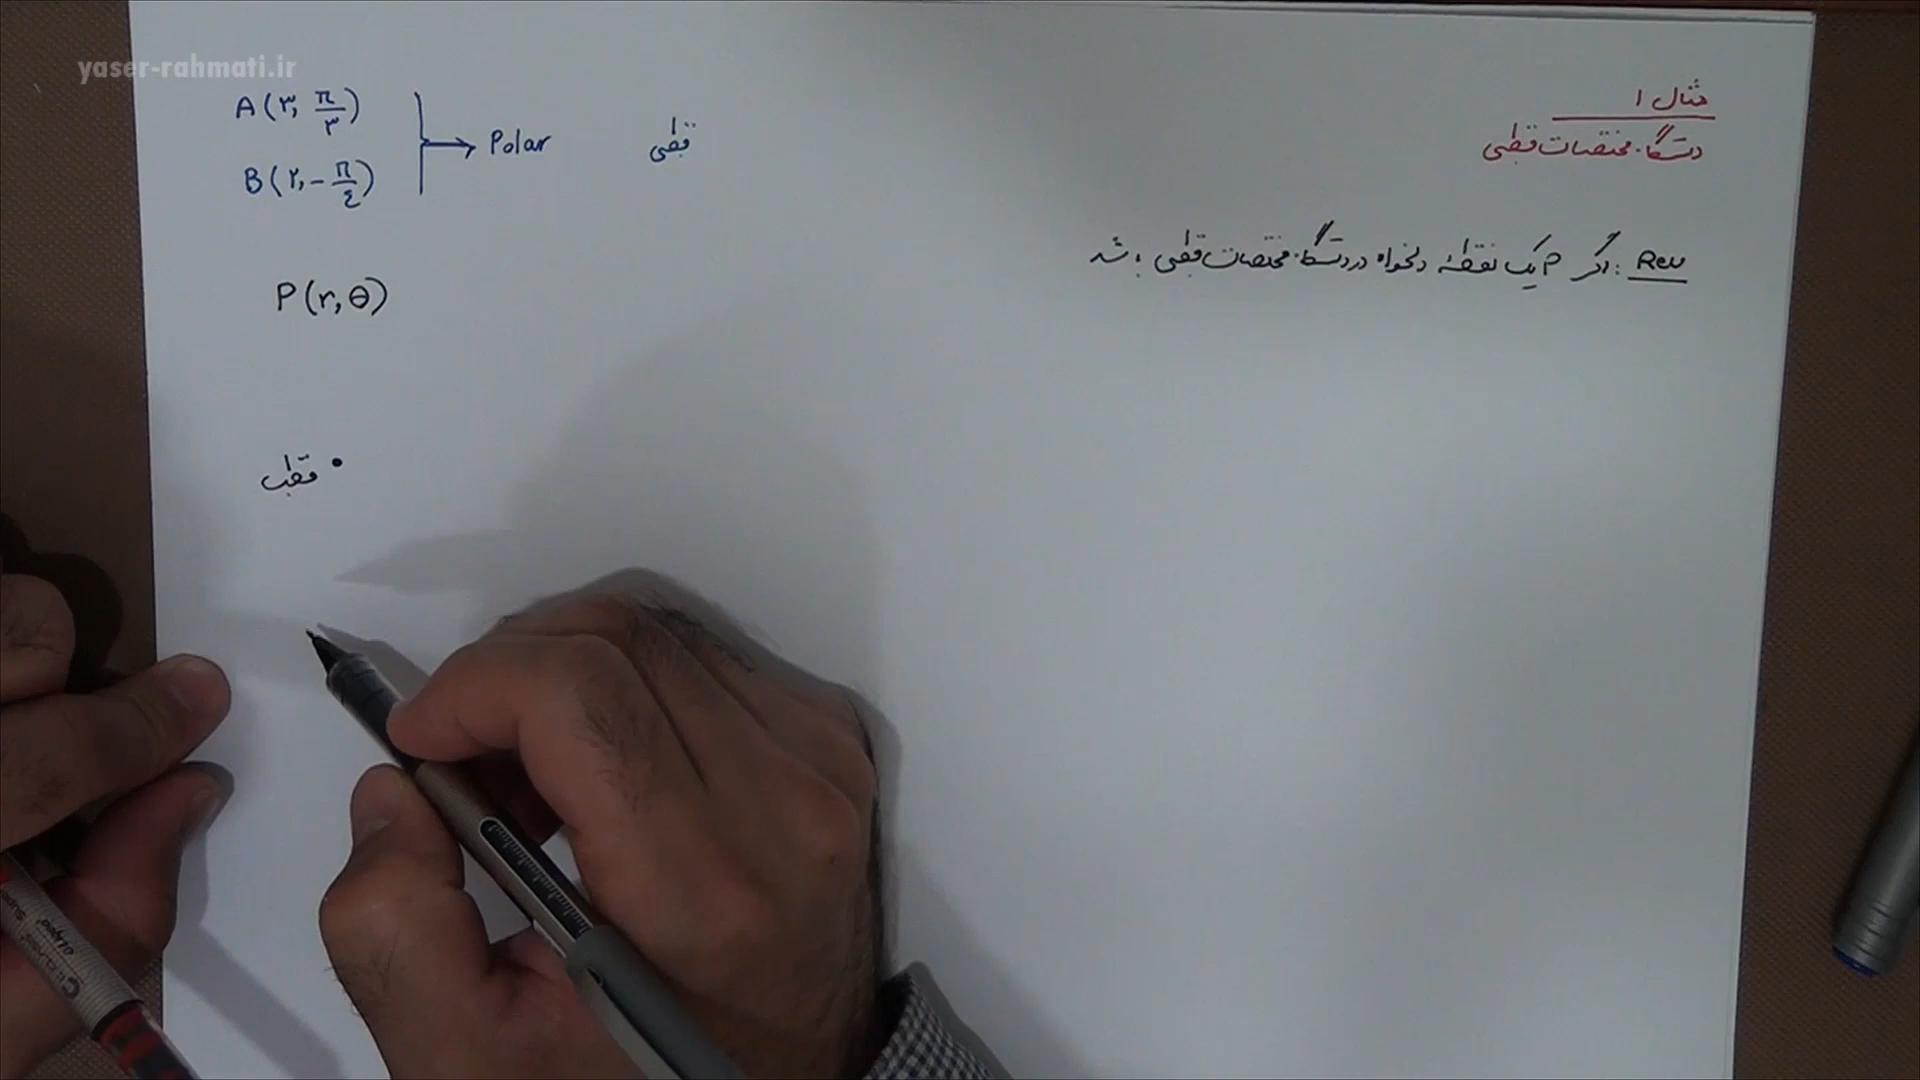 yaser-rahmati.ir
مثال ۱
دستگاه مختصات قطبی
A(۳, π/۳)
B(۲, -π/٤)
Polar
قطبی
Rev : اگر P یک نقطهٔ دلخواه در دستگاه مختصات قطبی باشد
P(r, θ)
قطب